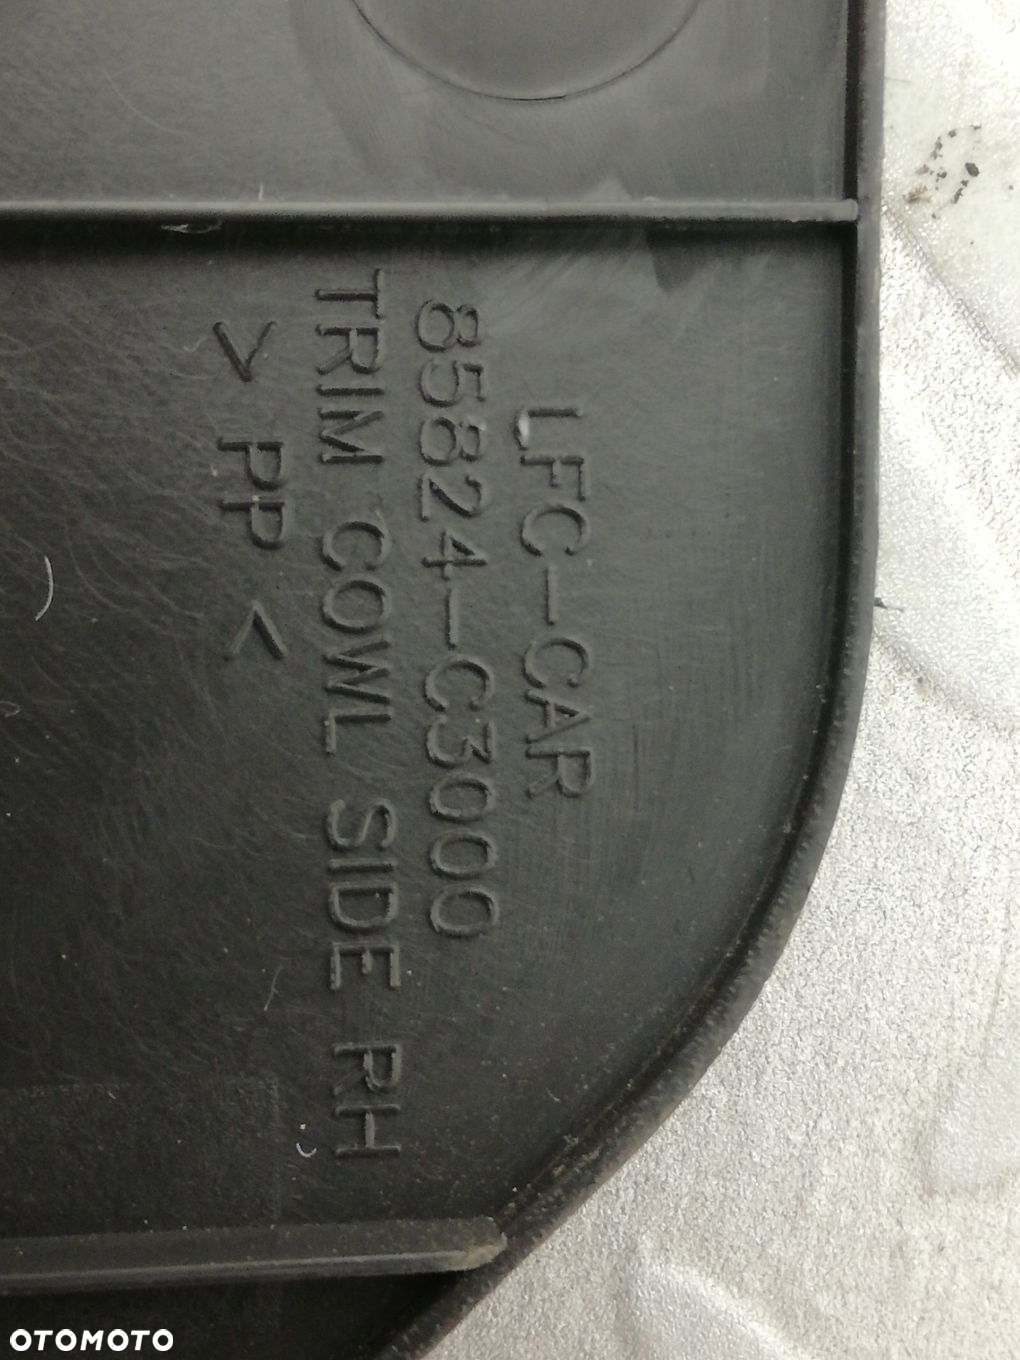 LFC-CAR
85824-C3000
TRIM COWL SIDE RH
> PP <
OTOMOTO